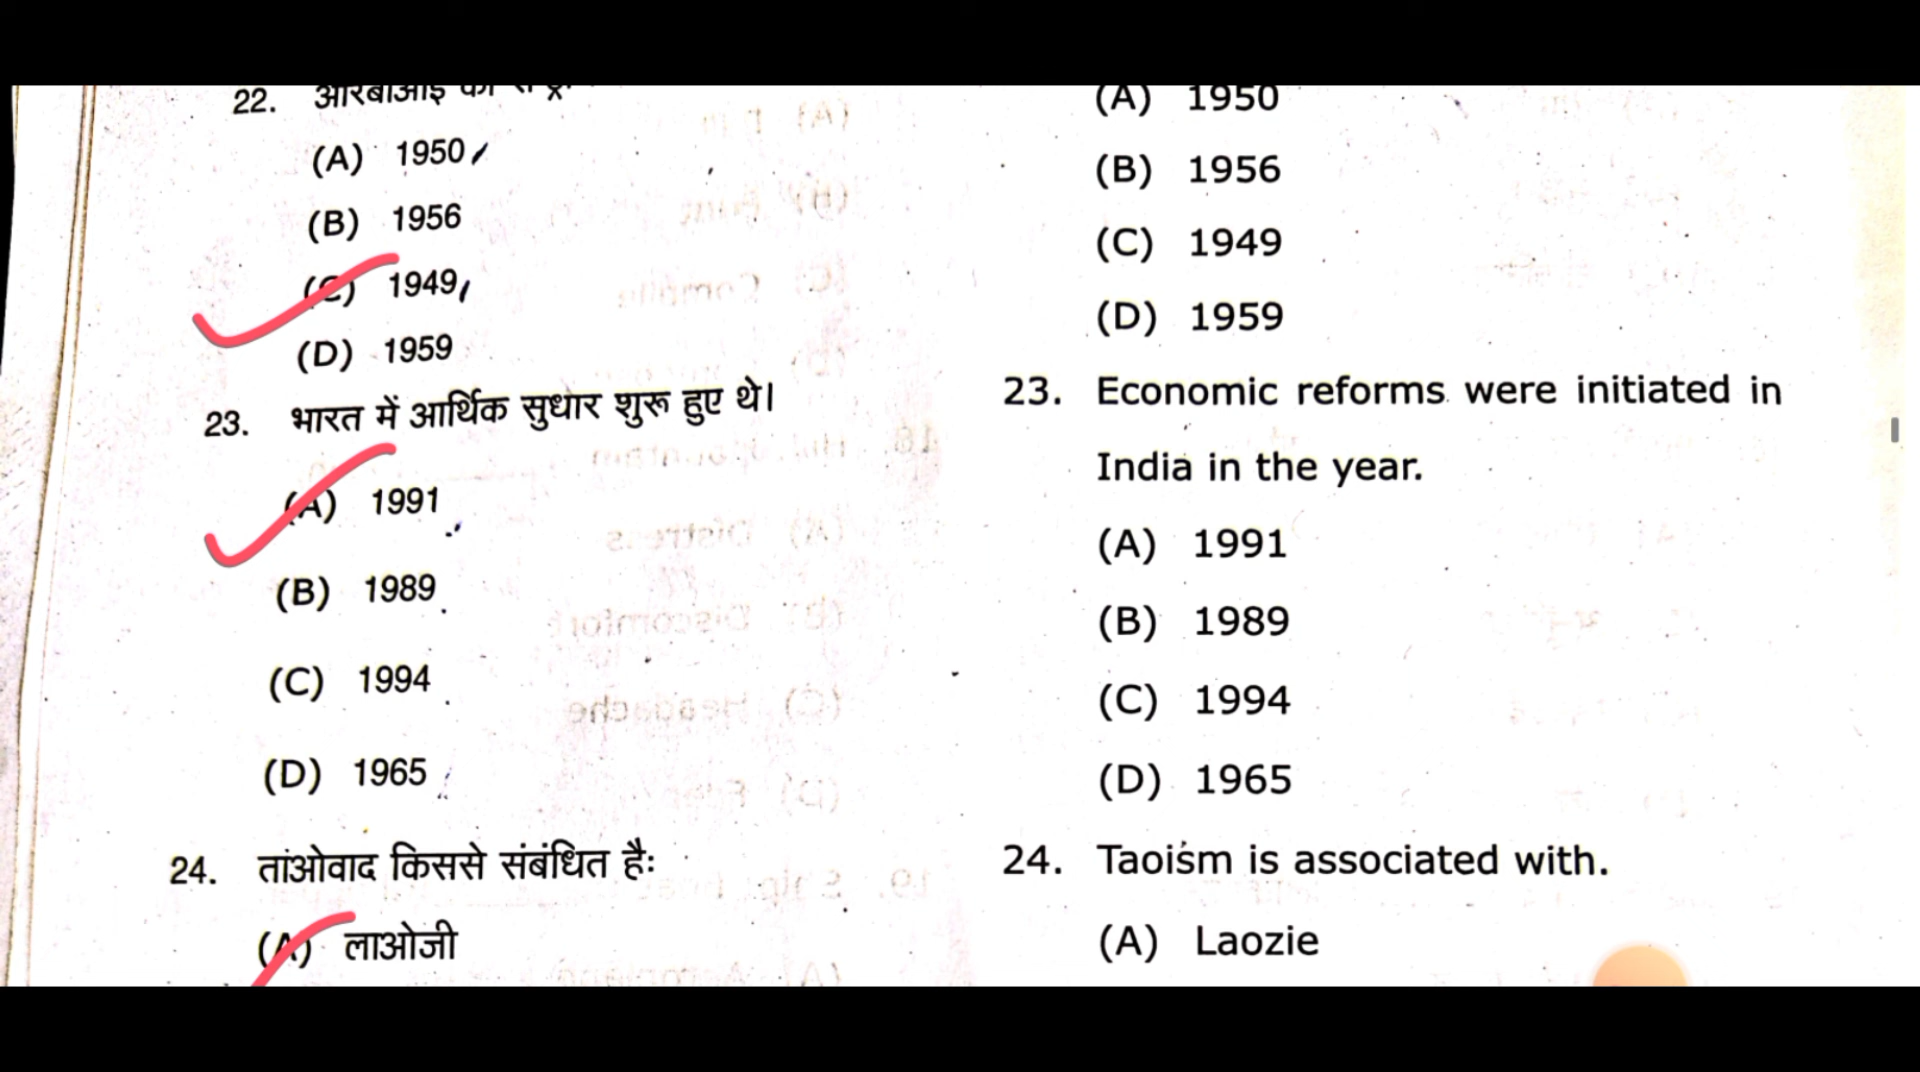 22. आरबीआई
(A) 1950
(B) 1956
(C) 1949
(D) 1959
23. भारत में आर्थिक सुधार शुरू हुए थे।
(A) 1991
(B) 1989
(C) 1994
(D) 1965
24. तांओवाद किससे संबंधित हैः
(A) लाओजी
(A) 1950
(B) 1956
(C) 1949
(D) 1959
23. Economic reforms were initiated in
India in the year.
(A) 1991
(B) 1989
(C) 1994
(D) 1965
24. Taoism is associated with.
(A) Laozie